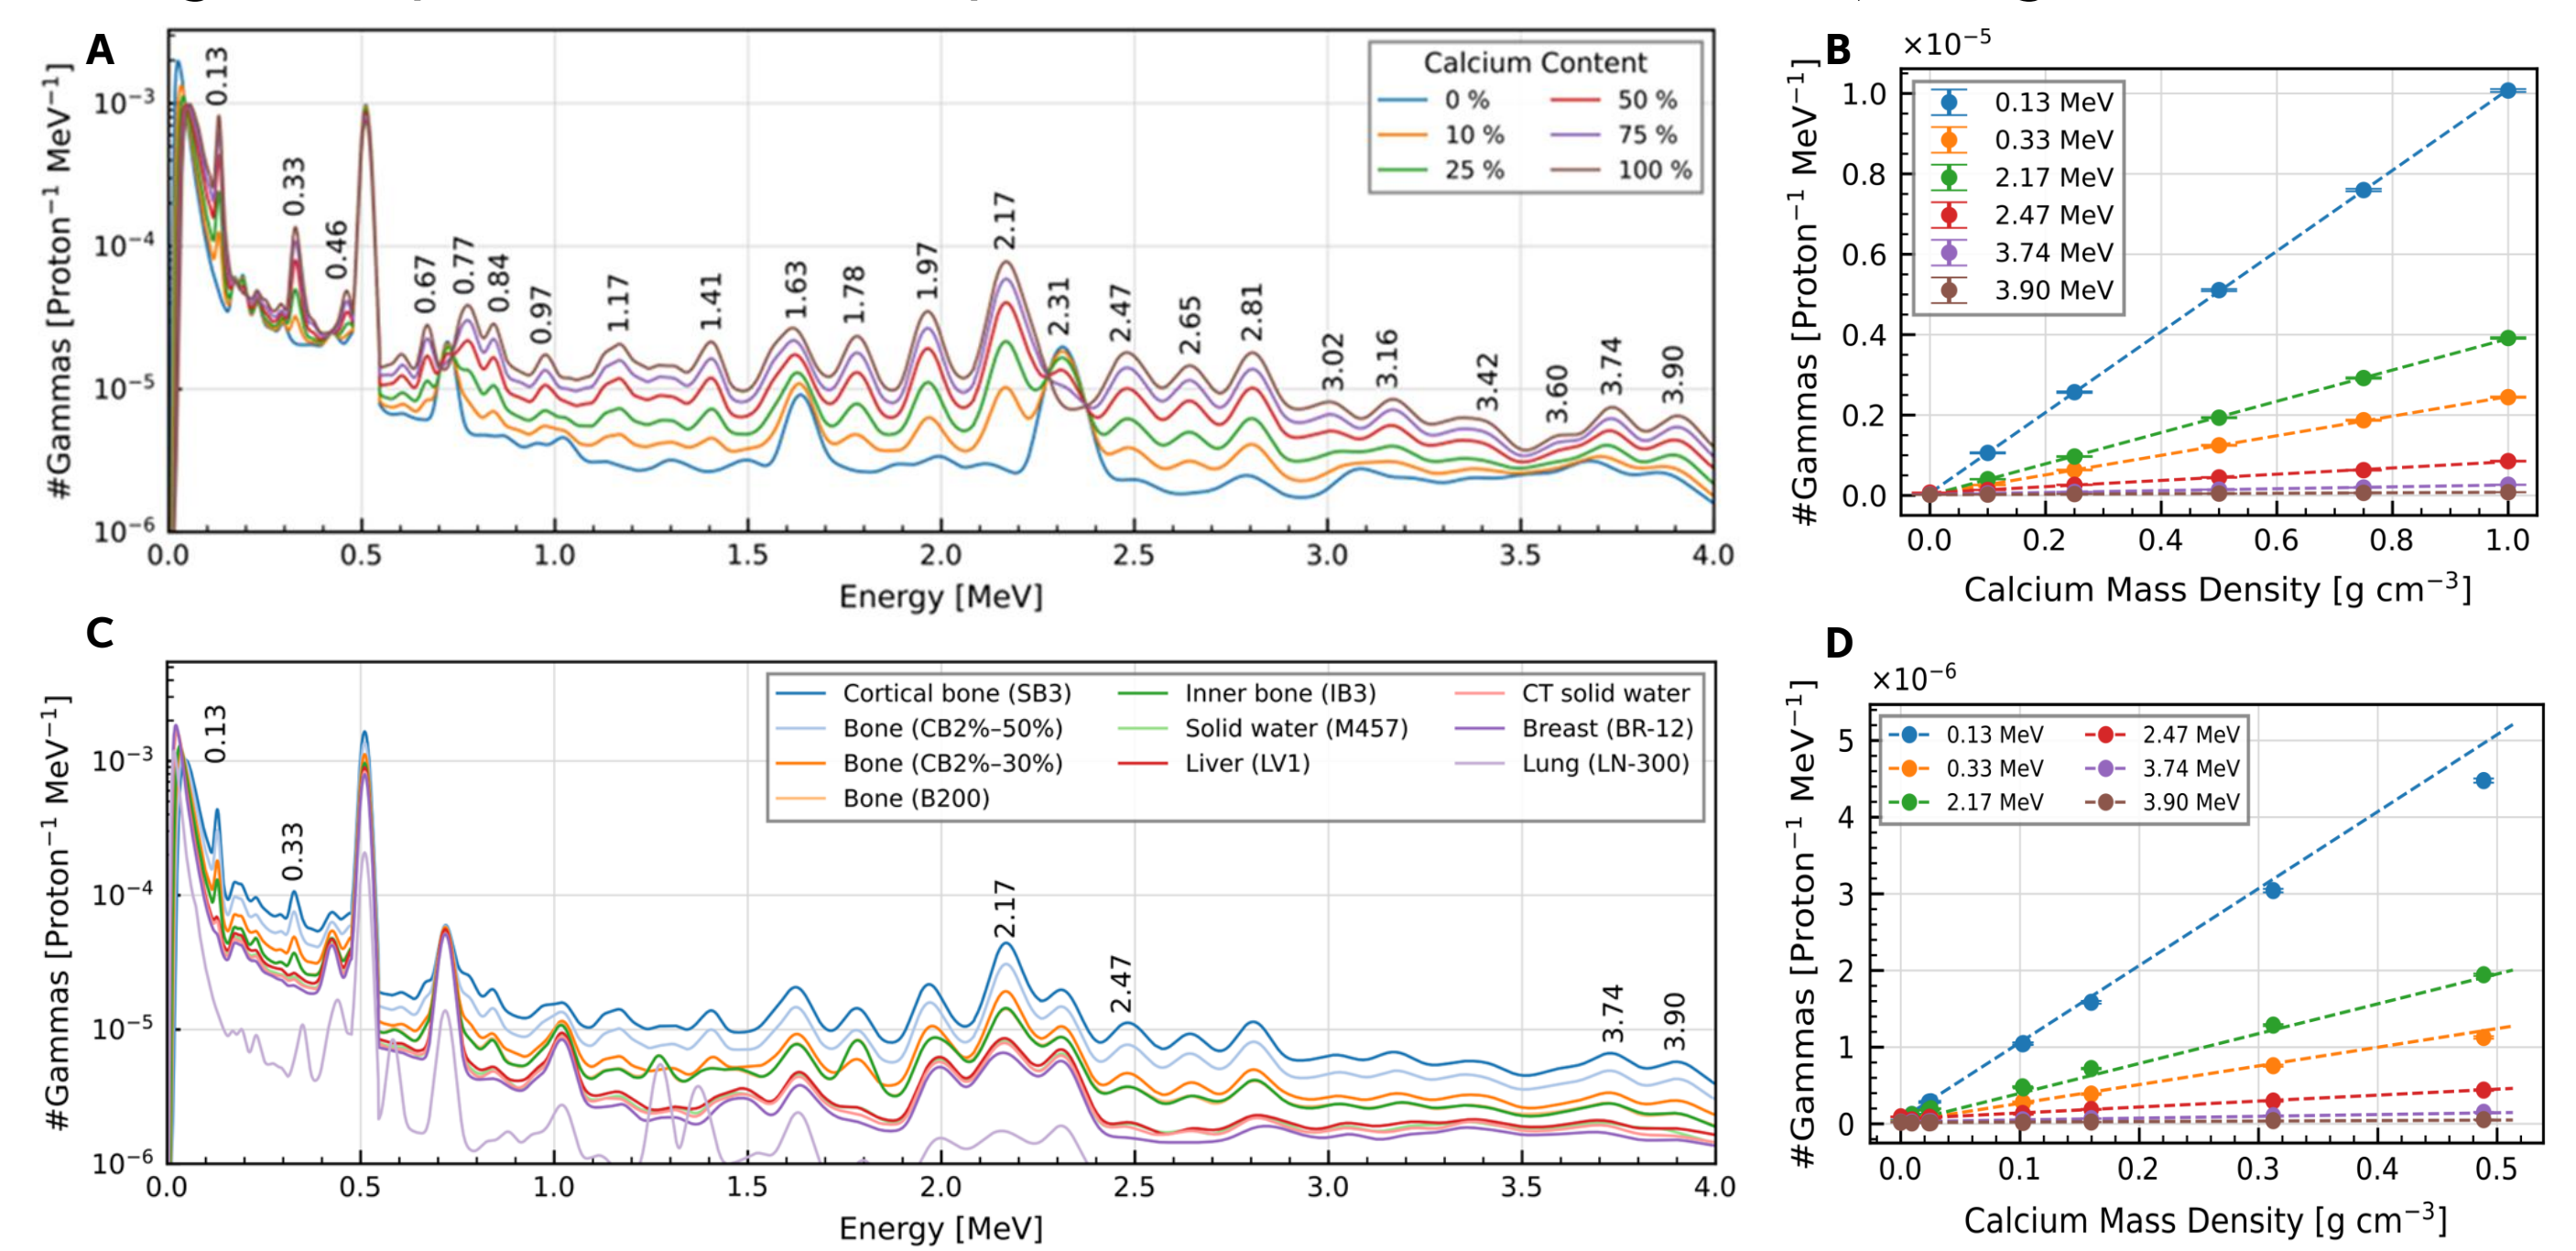 A
#Gammas [Proton⁻¹ MeV⁻¹]
10⁻³
10⁻⁴
10⁻⁵
10⁻⁶
0.13
0.33
0.46
0.67
0.77
0.84
0.97
1.17
1.41
1.63
1.78
1.97
2.17
2.31
2.47
2.65
2.81
3.02
3.16
3.42
3.60
3.74
3.90
Calcium Content
0 % 50 %
10 % 75 %
25 % 100 %
0.0 0.5 1.0 1.5 2.0 2.5 3.0 3.5 4.0
Energy [MeV]
B
×10⁻⁵
#Gammas [Proton⁻¹ MeV⁻¹]
1.0
0.8
0.6
0.4
0.2
0.0
0.13 MeV
0.33 MeV
2.17 MeV
2.47 MeV
3.74 MeV
3.90 MeV
0.0 0.2 0.4 0.6 0.8 1.0
Calcium Mass Density [g cm⁻³]
C
#Gammas [Proton⁻¹ MeV⁻¹]
10⁻³
10⁻⁴
10⁻⁵
10⁻⁶
0.13
0.33
2.17
2.47
3.74
3.90
Cortical bone (SB3) Inner bone (IB3) CT solid water
Bone (CB2%–50%) Solid water (M457) Breast (BR-12)
Bone (CB2%–30%) Liver (LV1) Lung (LN-300)
Bone (B200)
0.0 0.5 1.0 1.5 2.0 2.5 3.0 3.5 4.0
Energy [MeV]
D
×10⁻⁶
#Gammas [Proton⁻¹ MeV⁻¹]
5
4
3
2
1
0
0.13 MeV 2.47 MeV
0.33 MeV 3.74 MeV
2.17 MeV 3.90 MeV
0.0 0.1 0.2 0.3 0.4 0.5
Calcium Mass Density [g cm⁻³]